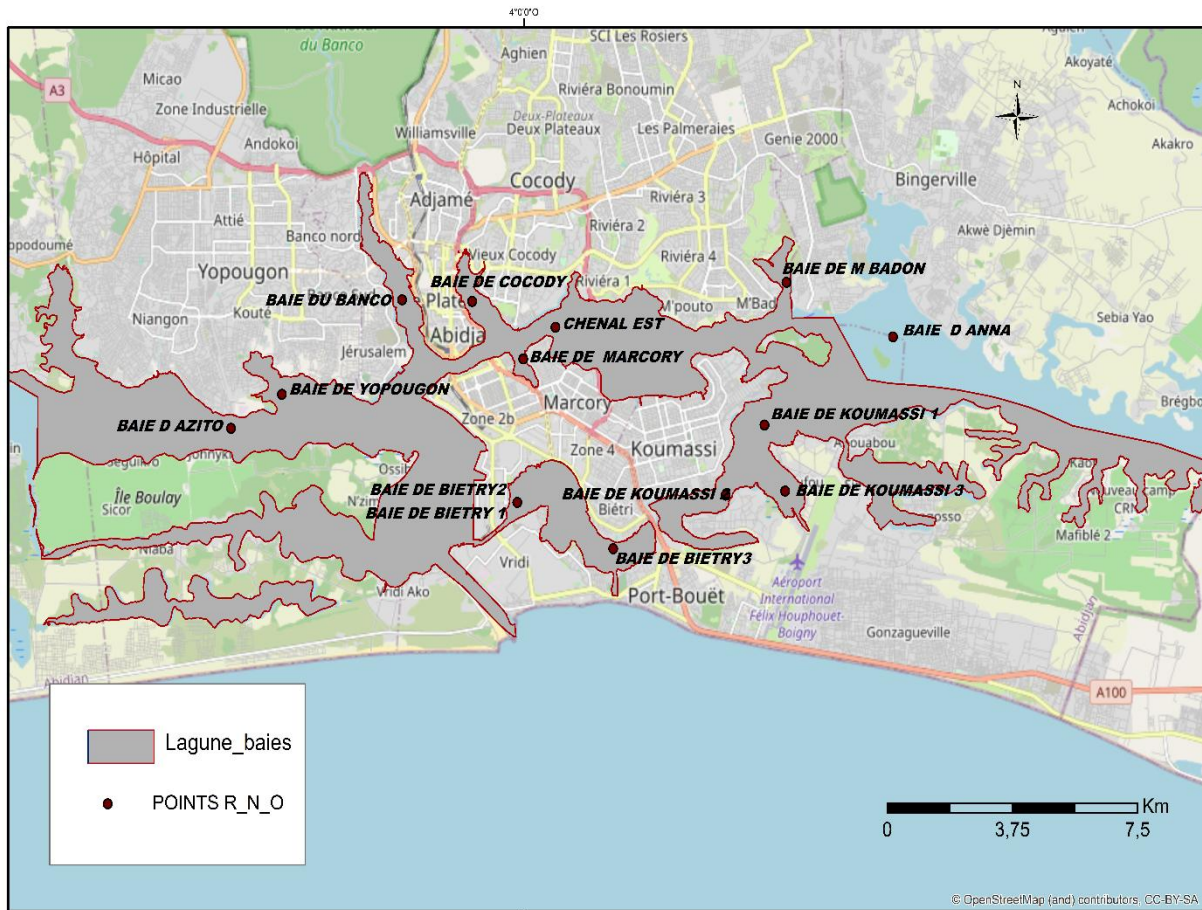 4°0'0"O
du Banco
Aghien
SCI Les Rosiers
Akoyaté
Micao
A3
Riviéra Bonoumin
N
Achokoi
Zone Industrielle
Williamsville
Deux-Plateaux
Deux Plateaux
Les Palmeraies
Genie 2000
Andokoi
Hôpital
Akakro
Cocody
Bingerville
Adjamé
Riviéra 3
Attié
Riviéra 2
Banco nord
Akwè Djèmin
Vieux Cocody
Riviéra 4
Yopougon
Riviéra 1
BAIE DE M BADON
BAIE DE COCODY
BAIE DU BANCO
M'pouto
M'Bad
Kouté
Niangon
Sebia Yao
CHENAL EST
BAIE D ANNA
Jérusalem
BAIE DE MARCORY
BAIE DE YOPOUGON
Marcory
Zone 2b
BAIE DE KOUMASSI 1
BAIE D AZITO
Zone 4
Koumassi
Île Boulay
Sicor
BAIE DE BIETRY2
BAIE DE KOUMASSI 2
BAIE DE KOUMASSI 3
BAIE DE BIETRY 1
Biétri
CRN
Mafiblé 2
BAIE DE BIETRY3
Niaba
Vridi
Vridi Ako
Port-Bouët
Aéroport
International
Félix Houphouet-
Boigny
Gonzagueville
Abidjan
Abidjan
A100
Lagune_baies
POINTS R_N_O
Km
0 3,75 7,5
© OpenStreetMap (and) contributors, CC-BY-SA